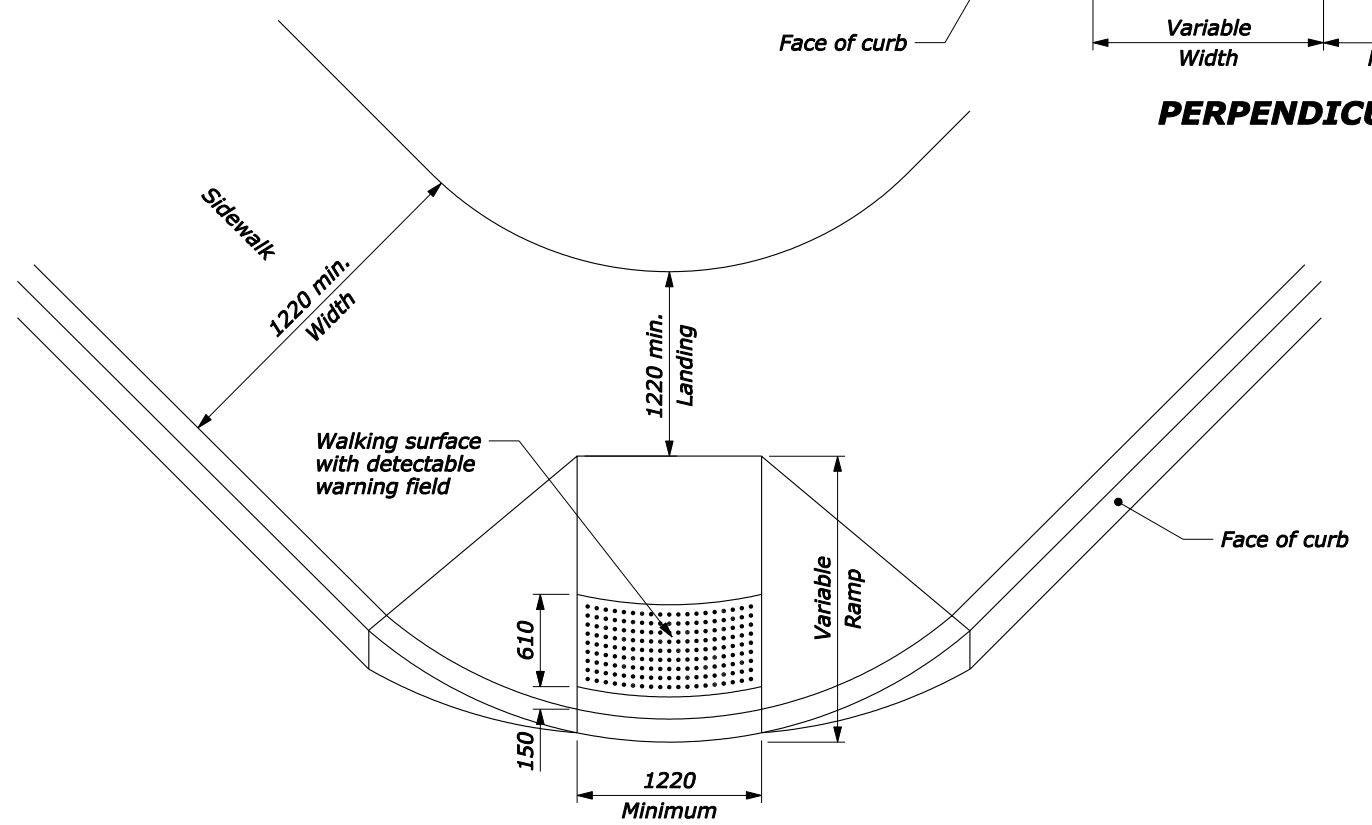 Face of curb
Variable
Width
PERPENDICU
Sidewalk
1220 min.
Width
1220 min.
Landing
Walking surface
with detectable
warning field
Face of curb
Variable
Ramp
610
150
1220
Minimum